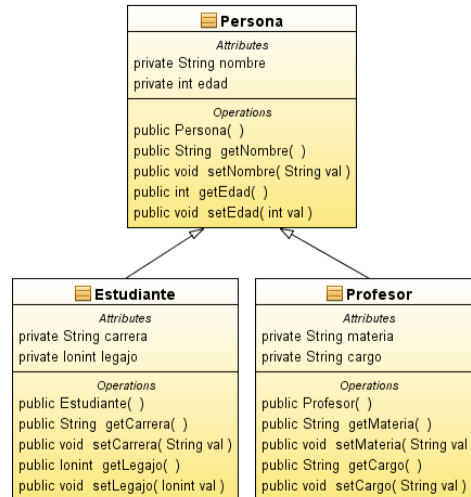 Persona
Attributes
private String nombre
private int edad
Operations
public Persona( )
public String getNombre( )
public void setNombre( String val )
public int getEdad( )
public void setEdad( int val )
Estudiante
Attributes
private String carrera
private lonint legajo
Operations
public Estudiante( )
public String getCarrera( )
public void setCarrera( String val )
public lonint getLegajo( )
public void setLegajo( lonint val )
Profesor
Attributes
private String materia
private String cargo
Operations
public Profesor( )
public String getMateria( )
public void setMateria( String val
public String getCargo( )
public void setCargo( String val )